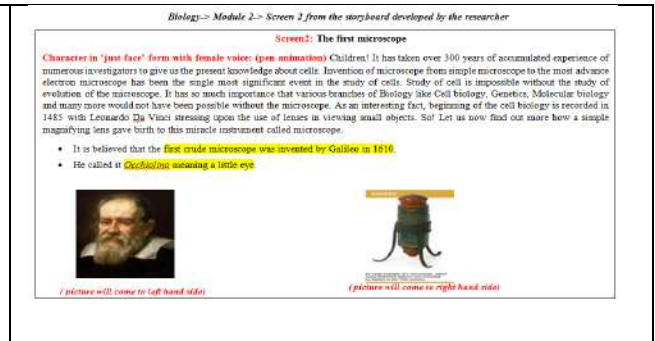 Biology-> Module 2-> Screen 2 from the storyboard developed by the researcher
Screen2: The first microscope
Character in 'just face' form with female voice: (pen animation) Children! It has taken over 300 years of accumulated experience of
numerous investigators to give us the present knowledge about cells. Invention of microscope from simple microscope to the most advance
electron microscope has been the single most significant event in the study of cells. Study of cell is impossible without the study of
evolution of the microscope. It has so much importance that various branches of Biology like Cell biology, Genetics, Molecular biology
and many more would not have been possible without the microscope. As an interesting fact, beginning of the cell biology is recorded in
1485 with Leonardo Da Vinci stressing upon the use of lenses in viewing small objects. So! Let us now find out more how a simple
magnifying lens gave birth to this miracle instrument called microscope.
• It is believed that the first crude microscope was invented by Galileo in 1610.
• He called it Occhiolino meaning a little eye.
( picture will come to left hand side)
( picture will come to right hand side)